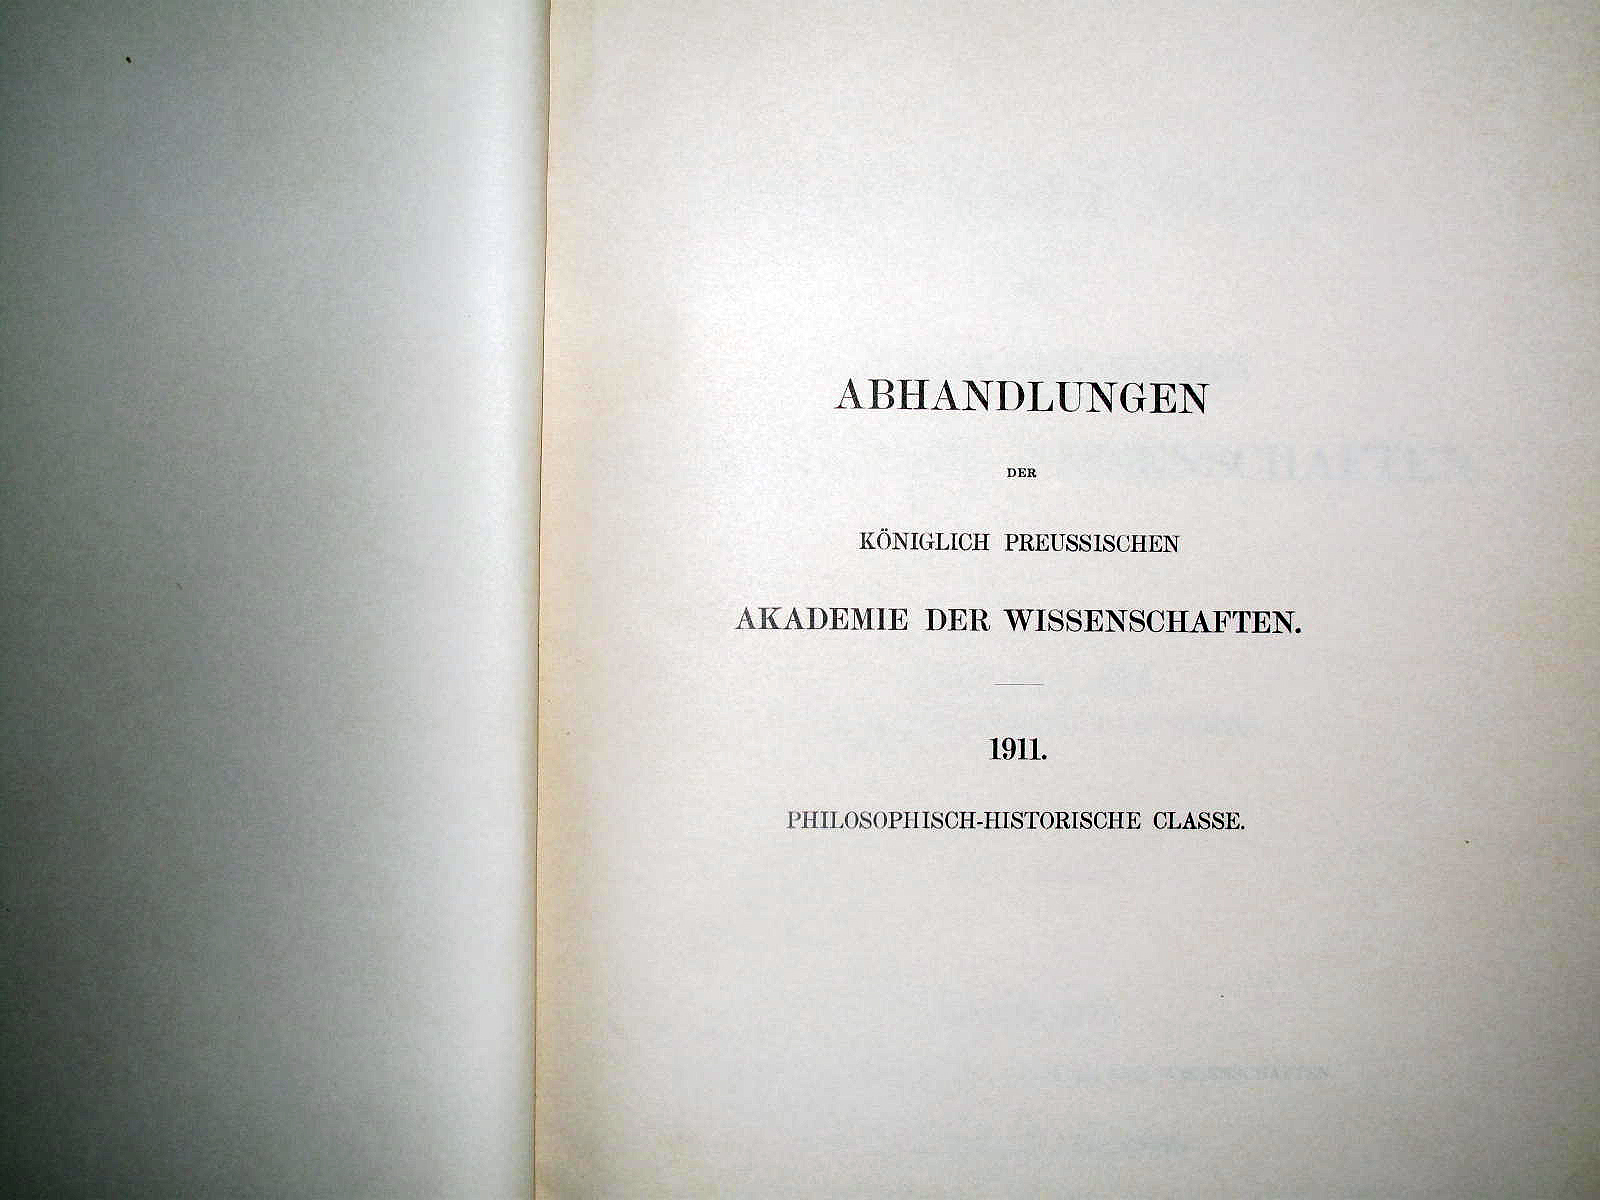 ABHANDLUNGEN
DER
KÖNIGLICH PREUSSISCHEN
AKADEMIE DER WISSENSCHAFTEN.
1911.
PHILOSOPHISCH-HISTORISCHE CLASSE.